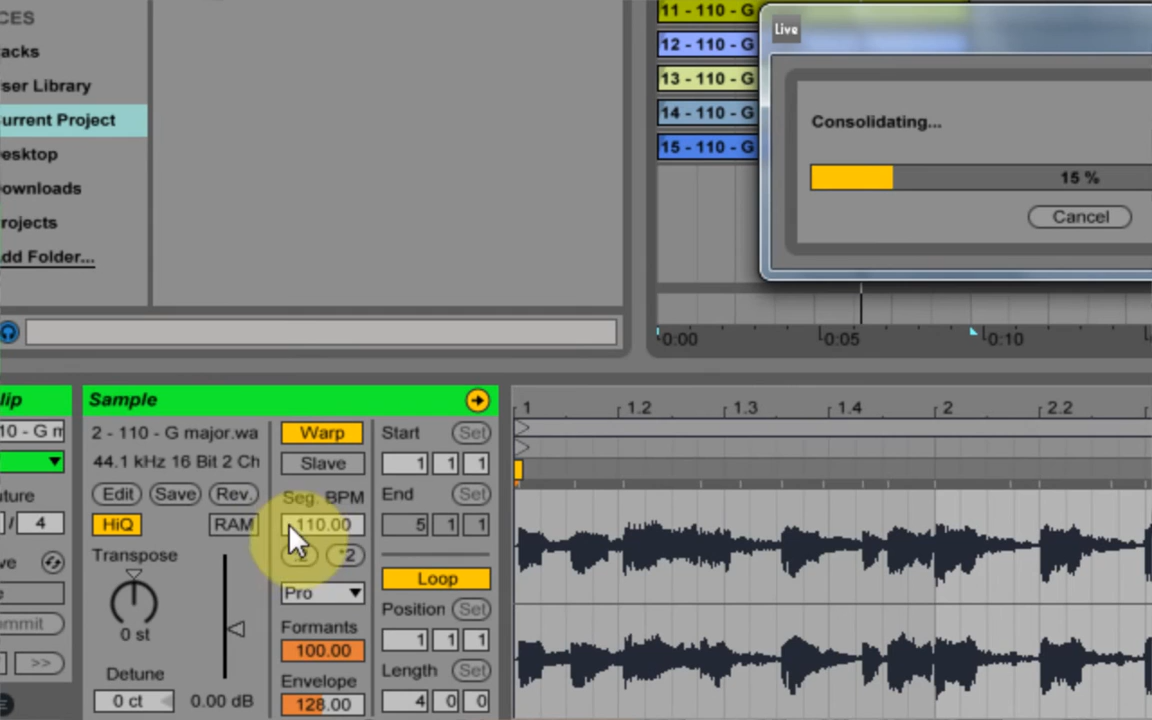 CES
acks
ser Library
urrent Project
esktop
ownloads
rojects
dd Folder...
11 - 110 - G
12 - 110 - G
13 - 110 - G
14 - 110 - G
15 - 110 - G
Live
Consolidating...
15 %
Cancel
0:00
0:05
0:10
lip
10 - G m
ture
/ 4
ve
mmit
>>
Sample
2 - 110 - G major.wa
44.1 kHz 16 Bit 2 Ch
Edit
Save
Rev.
HiQ
RAM
Transpose
0 st
Detune
0 ct
0.00 dB
Warp
Slave
Seg. BPM
110.00
:2
*2
Pro
Formants
100.00
Envelope
128.00
Start
Set
1 1 1
End
Set
5 1 1
Loop
Position
Set
1 1 1
Length
Set
4 0 0
1
1.2
1.3
1.4
2
2.2